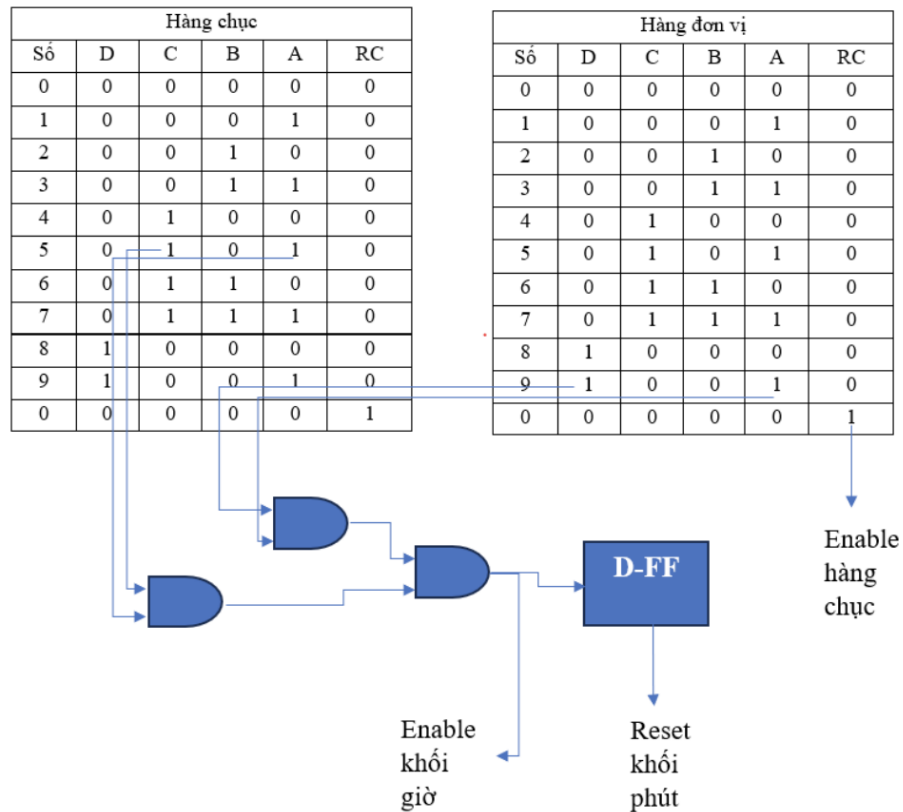 Hàng chục
Số D C B A RC
0 0 0 0 0 0
1 0 0 0 1 0
2 0 0 1 0 0
3 0 0 1 1 0
4 0 1 0 0 0
5 0 1 0 1 0
6 0 1 1 0 0
7 0 1 1 1 0
8 1 0 0 0 0
9 1 0 0 1 0
0 0 0 0 0 1
Hàng đơn vị
Số D C B A RC
0 0 0 0 0 0
1 0 0 0 1 0
2 0 0 1 0 0
3 0 0 1 1 0
4 0 1 0 0 0
5 0 1 0 1 0
6 0 1 1 0 0
7 0 1 1 1 0
8 1 0 0 0 0
9 1 0 0 1 0
0 0 0 0 0 1
D-FF
Enable
hàng
chục
Enable
khối
giờ
Reset
khối
phút